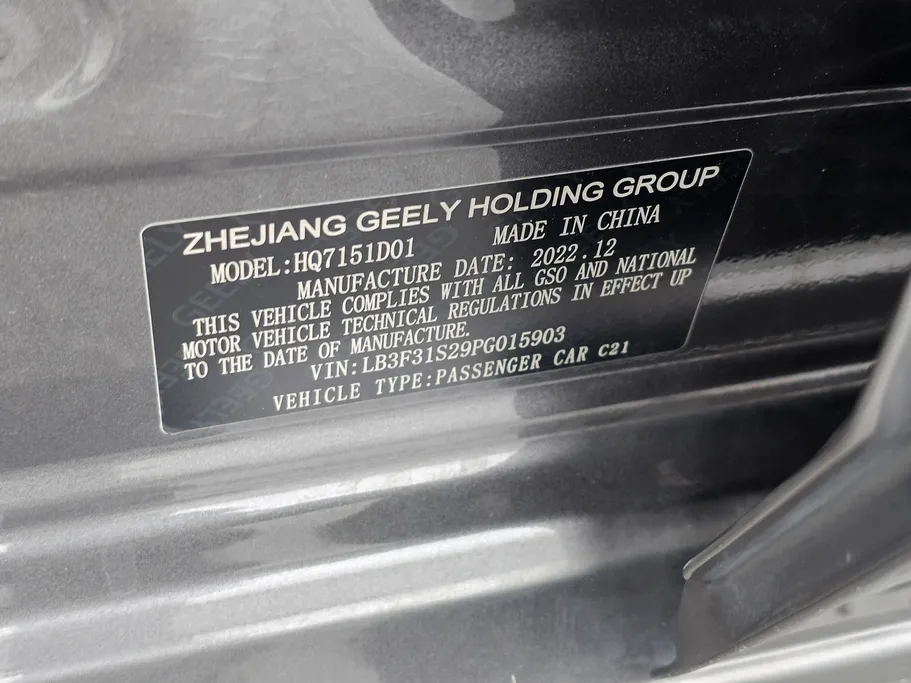 ZHEJIANG GEELY HOLDING GROUP
MODEL:HQ7151D01 MADE IN CHINA
MANUFACTURE DATE: 2022.12
THIS VEHICLE COMPLIES WITH ALL GSO AND NATIONAL
MOTOR VEHICLE TECHNICAL REGULATIONS IN EFFECT UP
TO THE DATE OF MANUFACTURE.
VIN:LB3F31S29PG015903
VEHICLE TYPE:PASSENGER CAR C21